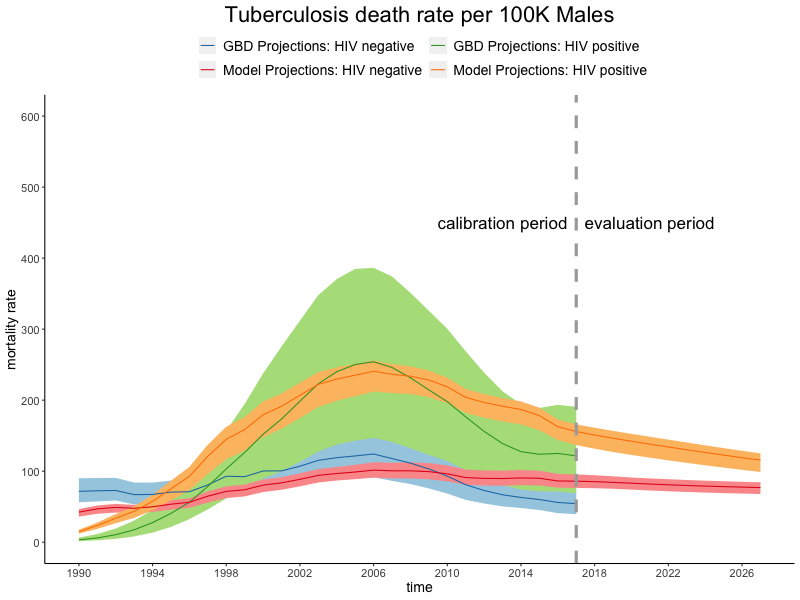 Tuberculosis death rate per 100K Males
GBD Projections: HIV negative GBD Projections: HIV positive
Model Projections: HIV negative Model Projections: HIV positive
600
calibration period evaluation period
400
300
200
100
0
mortality rate
1990 1994 1998 2002 2006 2010 2014 2018 2022 2026
time